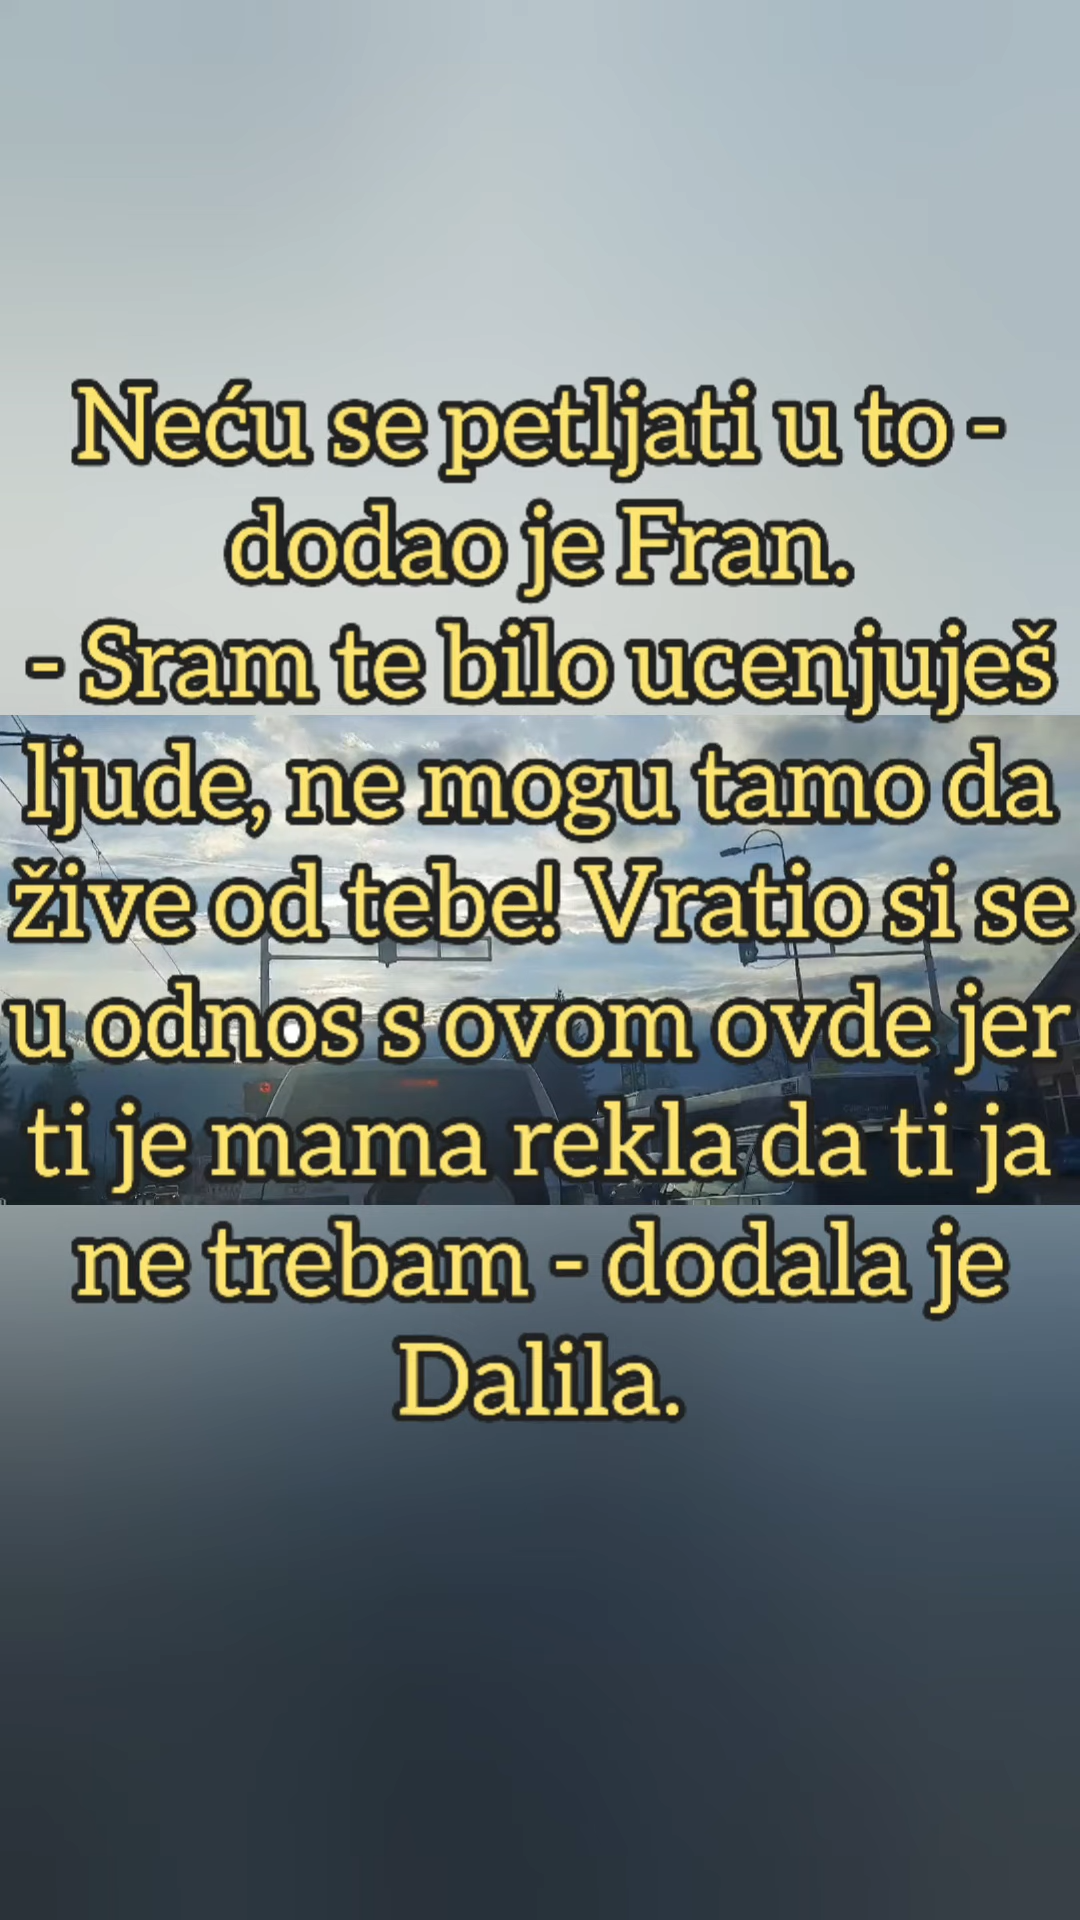 Neću se petljati u to -
dodao je Fran.
- Sram te bilo ucenjuješ
ljude, ne mogu tamo da
žive od tebe! Vratio si se
u odnos s ovom ovde jer
ti je mama rekla da ti ja
ne trebam - dodala je
Dalila.